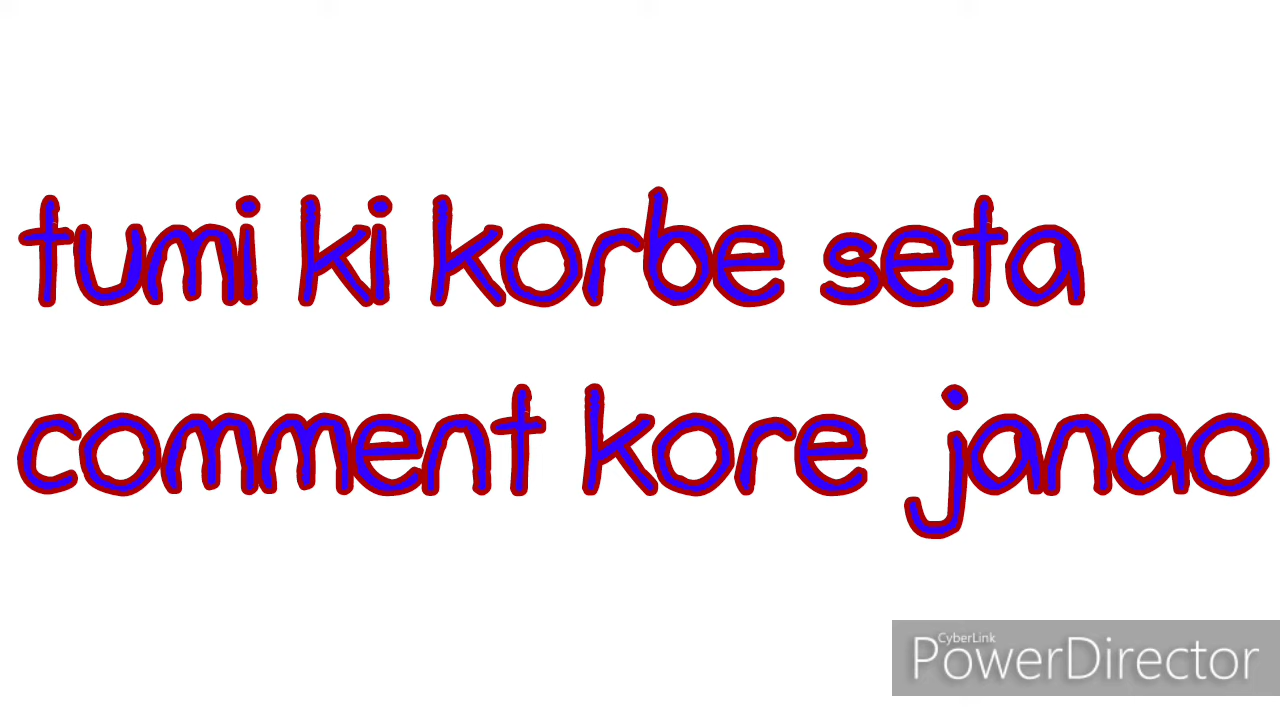 tumi ki korbe seta
comment kore janao
CyberLink
PowerDirector